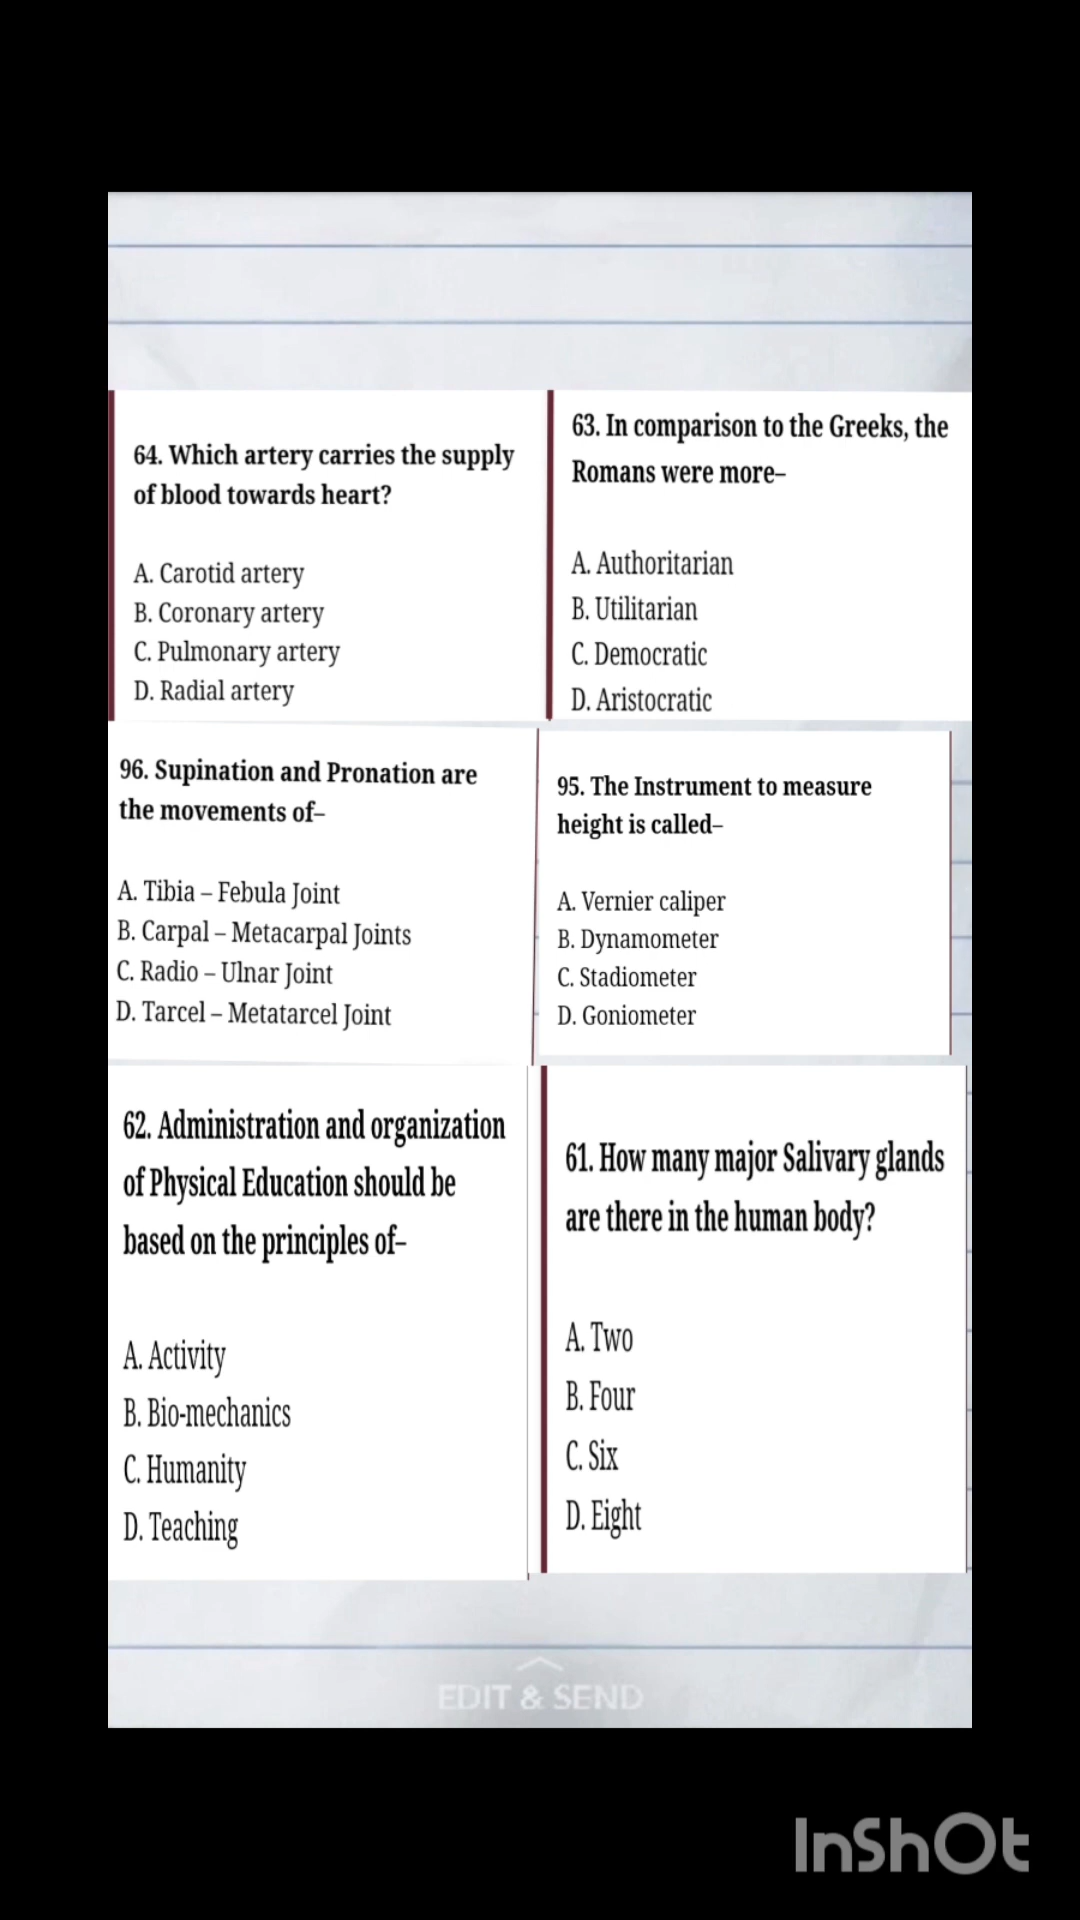 64. Which artery carries the supply
of blood towards heart?
A. Carotid artery
B. Coronary artery
C. Pulmonary artery
D. Radial artery
63. In comparison to the Greeks, the
Romans were more–
A. Authoritarian
B. Utilitarian
C. Democratic
D. Aristocratic
96. Supination and Pronation are
the movements of–
A. Tibia – Febula Joint
B. Carpal – Metacarpal Joints
C. Radio – Ulnar Joint
D. Tarcel – Metatarcel Joint
95. The Instrument to measure
height is called–
A. Vernier caliper
B. Dynamometer
C. Stadiometer
D. Goniometer
62. Administration and organization
of Physical Education should be
based on the principles of–
A. Activity
B. Bio-mechanics
C. Humanity
D. Teaching
61. How many major Salivary glands
are there in the human body?
A. Two
B. Four
C. Six
D. Eight
EDIT & SEND
InShOt